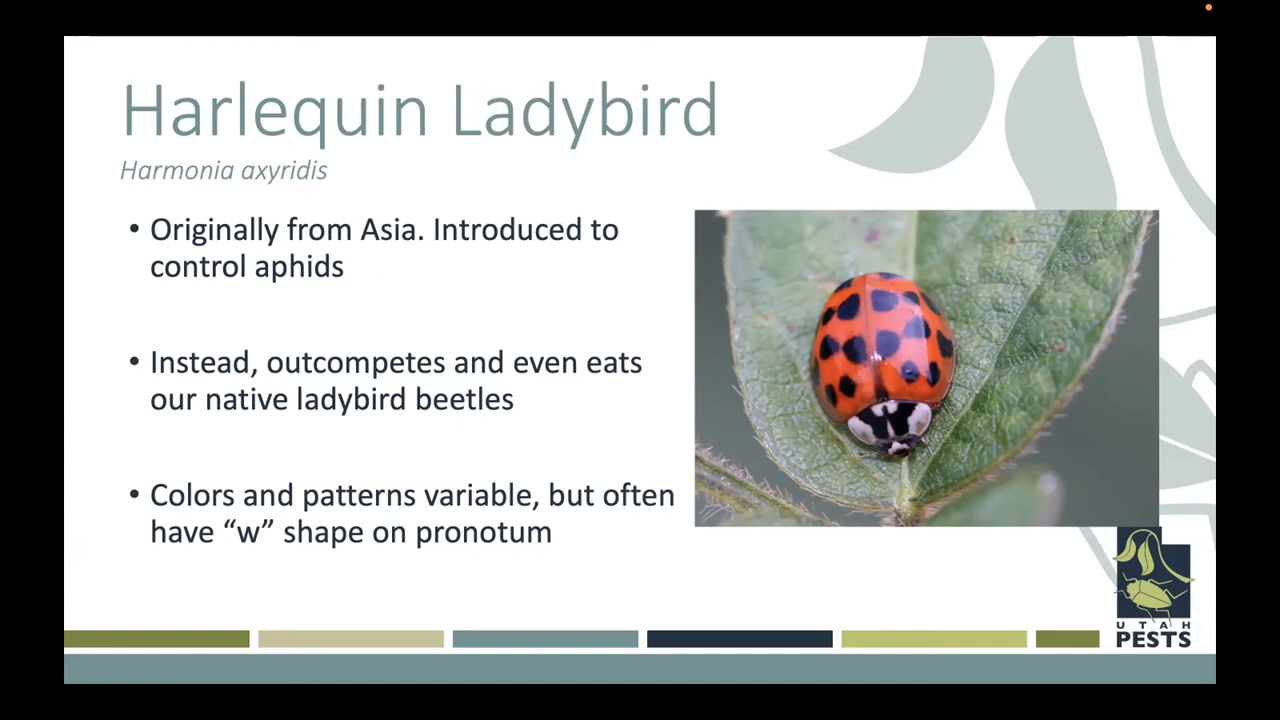 Harlequin Ladybird
Harmonia axyridis
• Originally from Asia. Introduced to
control aphids
• Instead, outcompetes and even eats
our native ladybird beetles
• Colors and patterns variable, but often
have “w” shape on pronotum
UTAH
PESTS